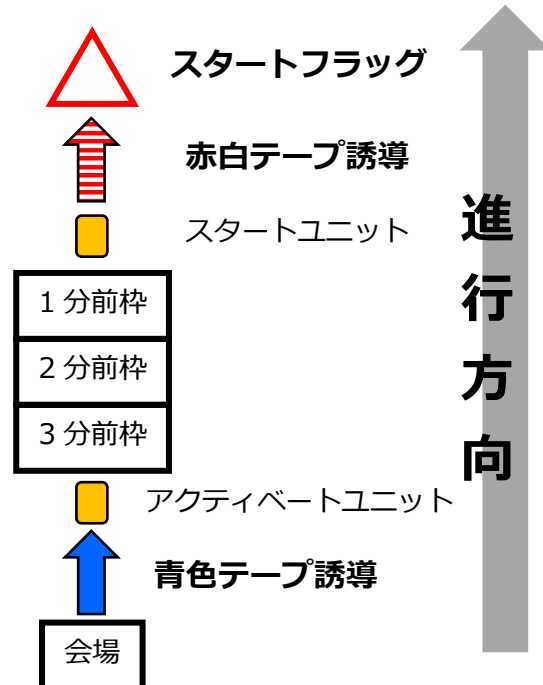 スタートフラッグ
赤白テープ誘導
スタートユニット
1分前枠
2分前枠
3分前枠
アクティベートユニット
青色テープ誘導
会場
進行方向